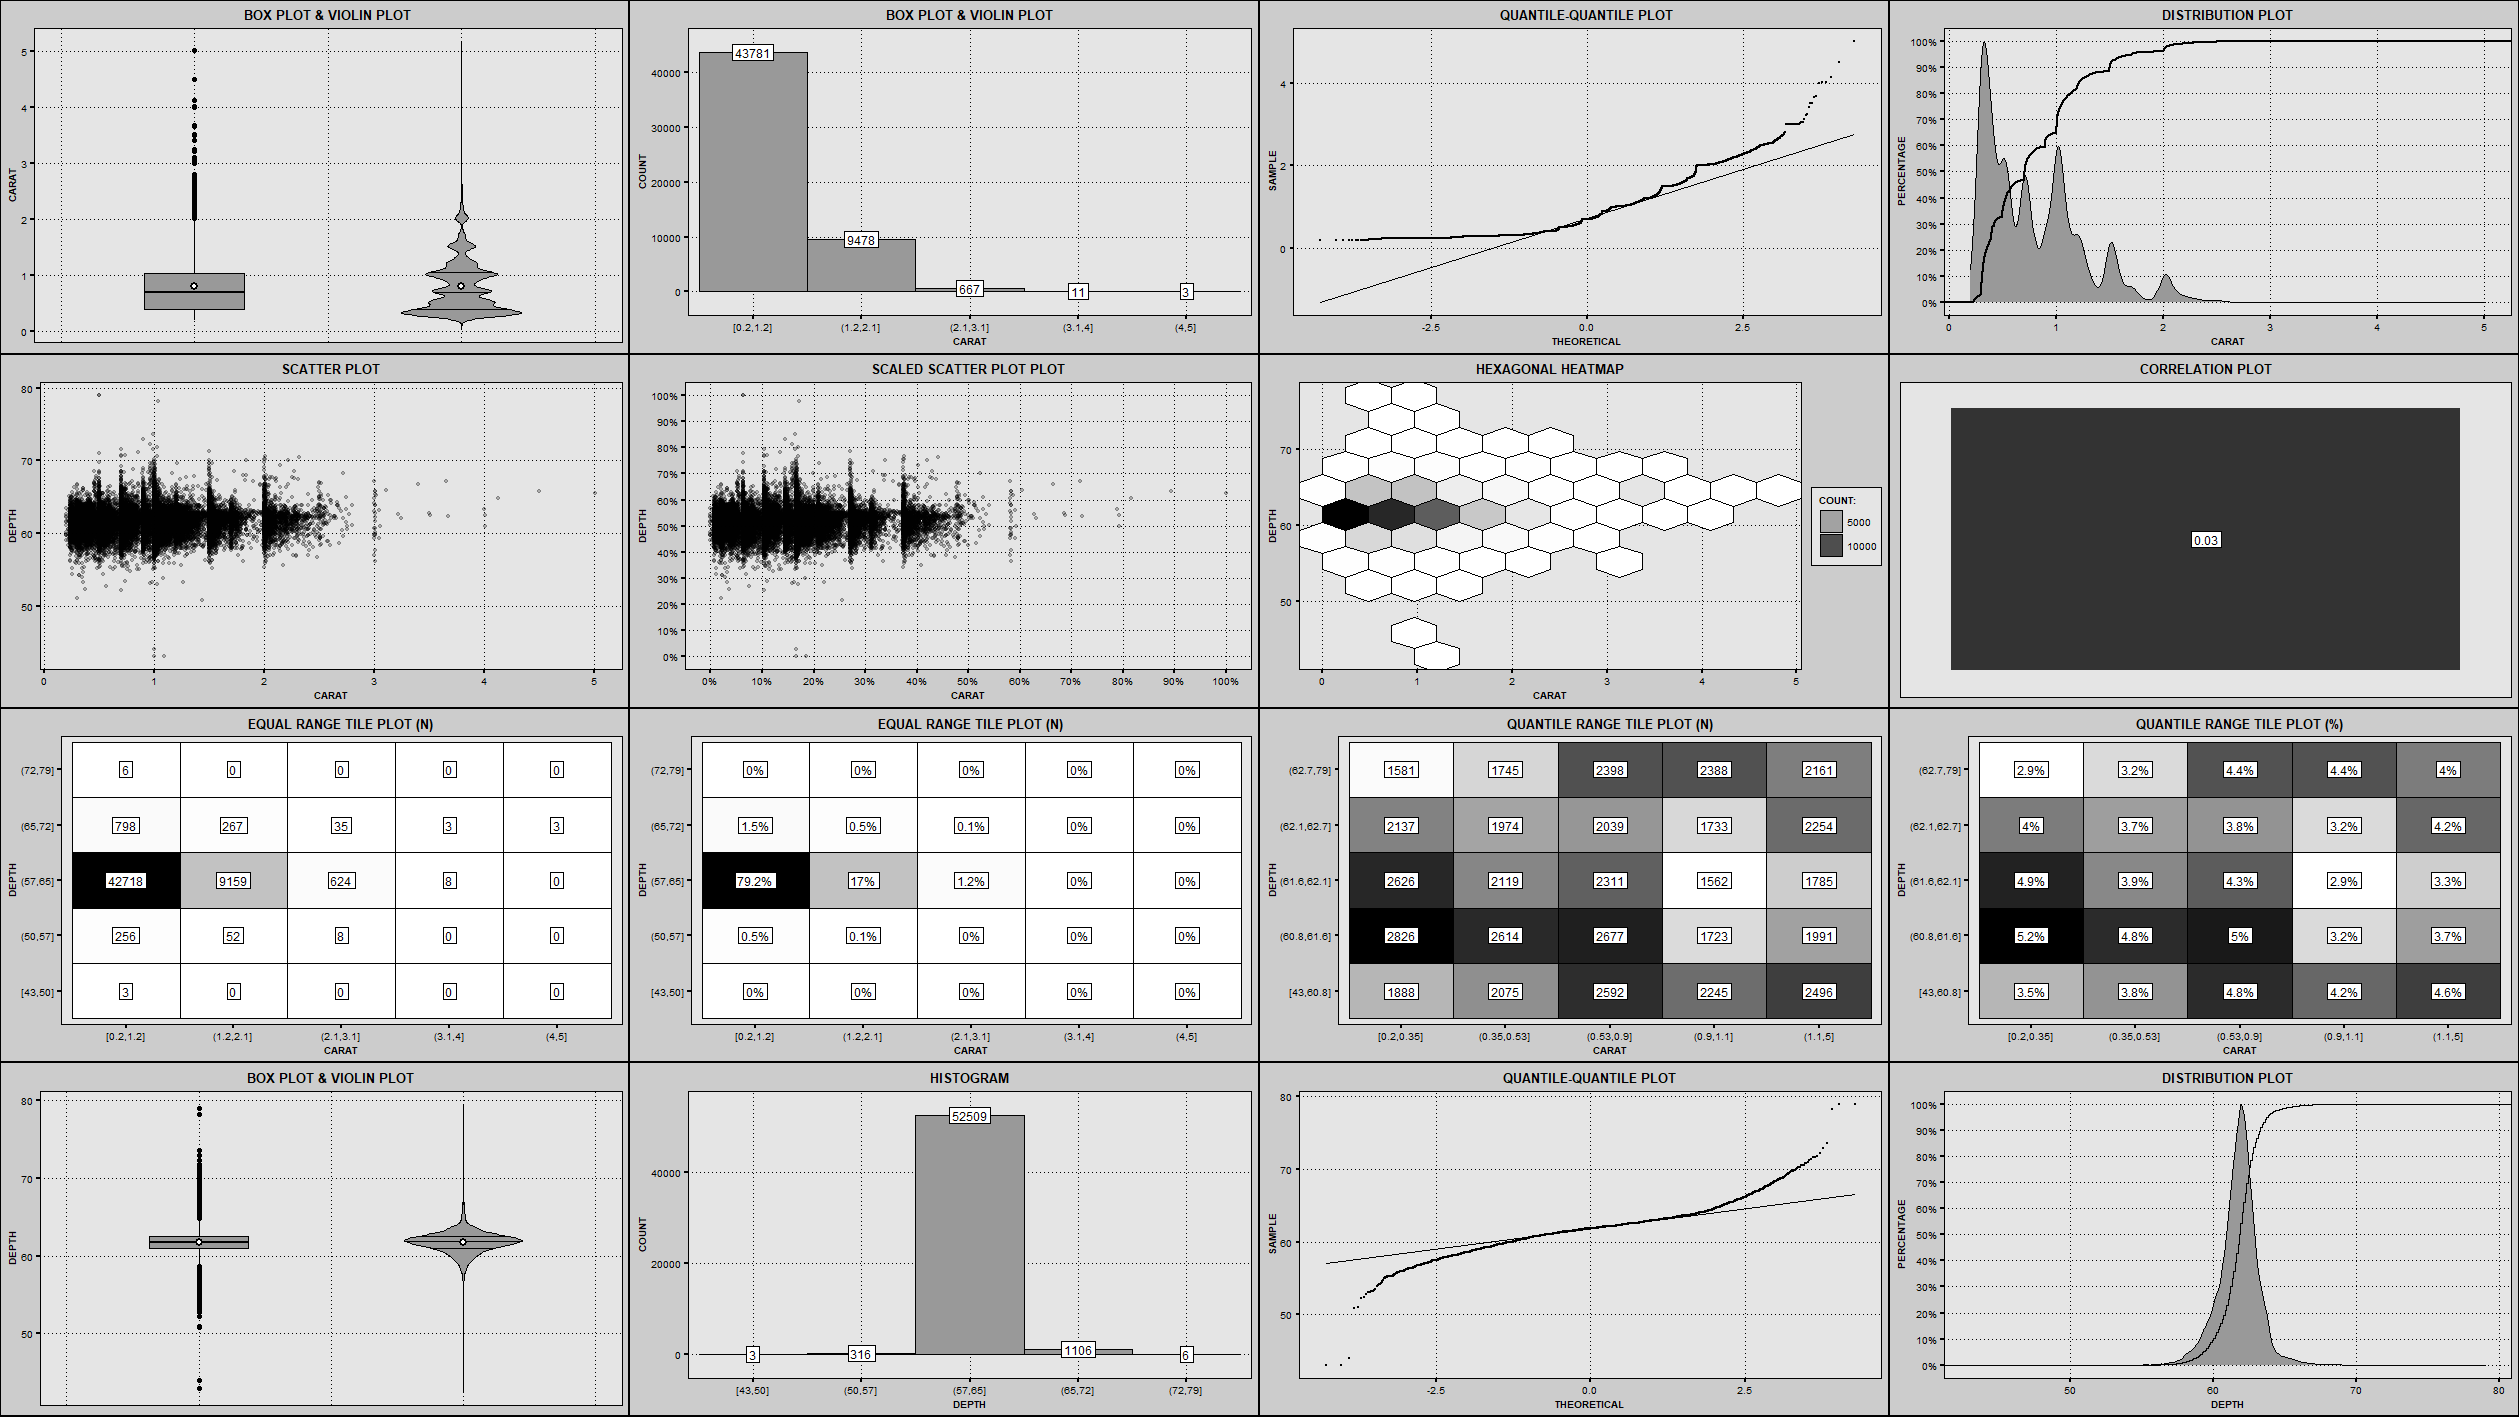 BOX PLOT & VIOLIN PLOT
5
4
3
2
1
0
CARAT
BOX PLOT & VIOLIN PLOT
43781
9478
667
11
3
40000
30000
20000
10000
0
COUNT
[0.2,1.2]
(1.2,2.1]
(2.1,3.1]
(3.1,4]
(4,5]
CARAT
QUANTILE-QUANTILE PLOT
4
2
0
SAMPLE
-2.5
0.0
2.5
THEORETICAL
DISTRIBUTION PLOT
100%
90%
80%
70%
60%
50%
40%
30%
20%
10%
0%
PERCENTAGE
0
1
2
3
4
5
CARAT
SCATTER PLOT
80
70
60
50
DEPTH
0
1
2
3
4
5
CARAT
SCALED SCATTER PLOT PLOT
100%
90%
80%
70%
60%
50%
40%
30%
20%
10%
0%
DEPTH
0%
10%
20%
30%
40%
50%
60%
70%
80%
90%
100%
CARAT
HEXAGONAL HEATMAP
70
60
50
DEPTH
0
1
2
3
4
5
CARAT
COUNT:
5000
10000
CORRELATION PLOT
0.03
EQUAL RANGE TILE PLOT (N)
(72,79] 6 0 0 0 0
(65,72] 798 267 35 3 3
(57,65] 42718 9159 624 8 0
(50,57] 256 52 8 0 0
[43,50] 3 0 0 0 0
DEPTH
[0.2,1.2] (1.2,2.1] (2.1,3.1] (3.1,4] (4,5]
CARAT
EQUAL RANGE TILE PLOT (N)
(72,79] 0% 0% 0% 0% 0%
(65,72] 1.5% 0.5% 0.1% 0% 0%
(57,65] 79.2% 17% 1.2% 0% 0%
(50,57] 0.5% 0.1% 0% 0% 0%
[43,50] 0% 0% 0% 0% 0%
DEPTH
[0.2,1.2] (1.2,2.1] (2.1,3.1] (3.1,4] (4,5]
CARAT
QUANTILE RANGE TILE PLOT (N)
(62.7,79] 1581 1745 2398 2388 2161
(62.1,62.7] 2137 1974 2039 1733 2254
(61.6,62.1] 2626 2119 2311 1562 1785
(60.8,61.6] 2826 2614 2677 1723 1991
[43,60.8] 1888 2075 2592 2245 2496
DEPTH
[0.2,0.35] (0.35,0.53] (0.53,0.9] (0.9,1.1] (1.1,5]
CARAT
QUANTILE RANGE TILE PLOT (%)
(62.7,79] 2.9% 3.2% 4.4% 4.4% 4%
(62.1,62.7] 4% 3.7% 3.8% 3.2% 4.2%
(61.6,62.1] 4.9% 3.9% 4.3% 2.9% 3.3%
(60.8,61.6] 5.2% 4.8% 5% 3.2% 3.7%
[43,60.8] 3.5% 3.8% 4.8% 4.2% 4.6%
DEPTH
[0.2,0.35] (0.35,0.53] (0.53,0.9] (0.9,1.1] (1.1,5]
CARAT
BOX PLOT & VIOLIN PLOT
80
70
60
50
DEPTH
HISTOGRAM
52509
3
316
1106
6
40000
20000
0
COUNT
[43,50]
(50,57]
(57,65]
(65,72]
(72,79]
DEPTH
QUANTILE-QUANTILE PLOT
80
70
60
50
SAMPLE
-2.5
0.0
2.5
THEORETICAL
DISTRIBUTION PLOT
100%
90%
80%
70%
60%
50%
40%
30%
20%
10%
0%
PERCENTAGE
50
60
70
80
DEPTH